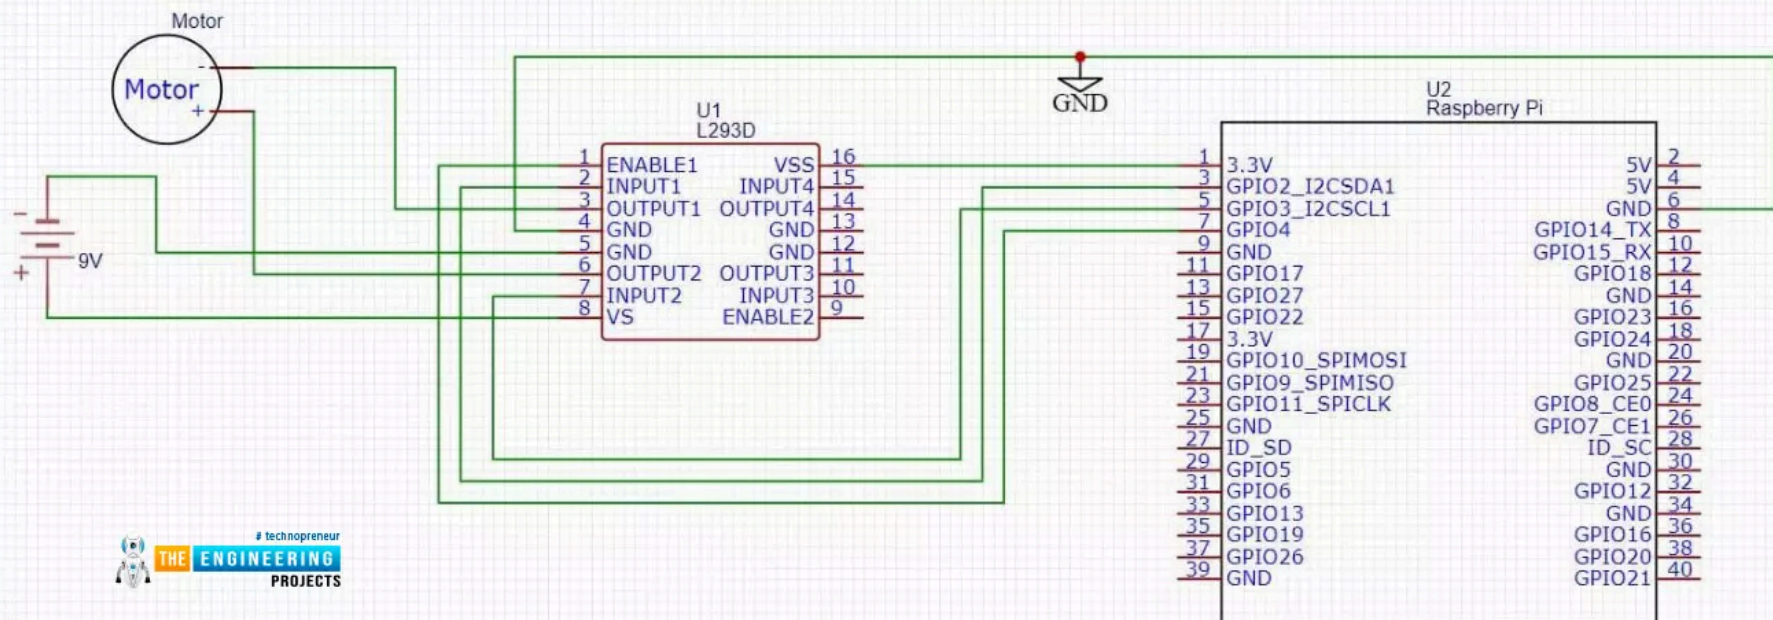 Motor
-
Motor
+
-
9V
+
GND
U1
L293D
1 ENABLE1 VSS 16
2 INPUT1 INPUT4 15
3 OUTPUT1 OUTPUT4 14
4 GND GND 13
5 GND GND 12
6 OUTPUT2 OUTPUT3 11
7 INPUT2 INPUT3 10
8 VS ENABLE2 9
U2
Raspberry Pi
1 3.3V 5V 2
3 GPIO2_I2CSDA1 5V 4
5 GPIO3_I2CSCL1 GND 6
7 GPIO4 GPIO14_TX 8
9 GND GPIO15_RX 10
11 GPIO17 GPIO18 12
13 GPIO27 GND 14
15 GPIO22 GPIO23 16
17 3.3V GPIO24 18
19 GPIO10_SPIMOSI GND 20
21 GPIO9_SPIMISO GPIO25 22
23 GPIO11_SPICLK GPIO8_CE0 24
25 GND GPIO7_CE1 26
27 ID_SD ID_SC 28
29 GPIO5 GND 30
31 GPIO6 GPIO12 32
33 GPIO13 GND 34
35 GPIO19 GPIO16 36
37 GPIO26 GPIO20 38
39 GND GPIO21 40
# technopreneur
THE ENGINEERING
PROJECTS